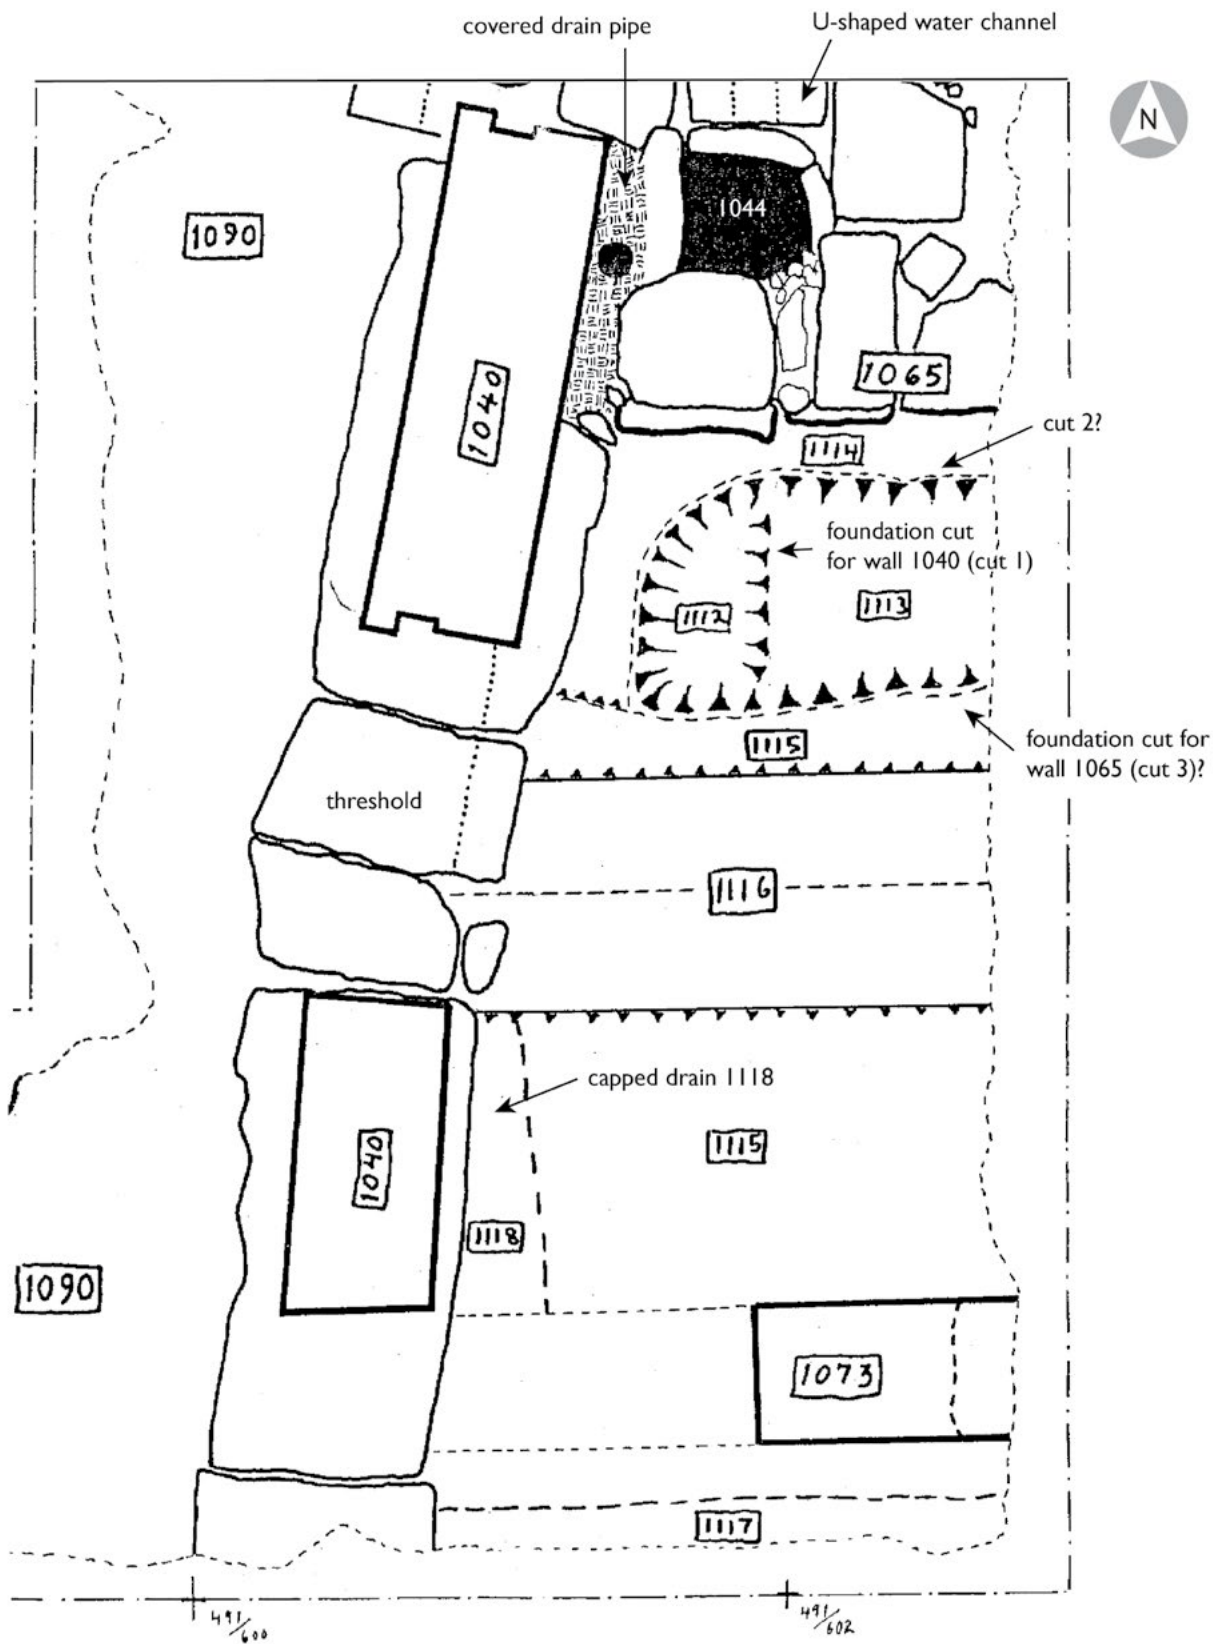 covered drain pipe
U-shaped water channel
N
1090
1044
1040
1065
cut 2?
1114
foundation cut
for wall 1040 (cut 1)
1113
1112
foundation cut for
wall 1065 (cut 3)?
1115
threshold
1116
capped drain 1118
1115
1040
1118
1090
1073
1117
491/600
491/602